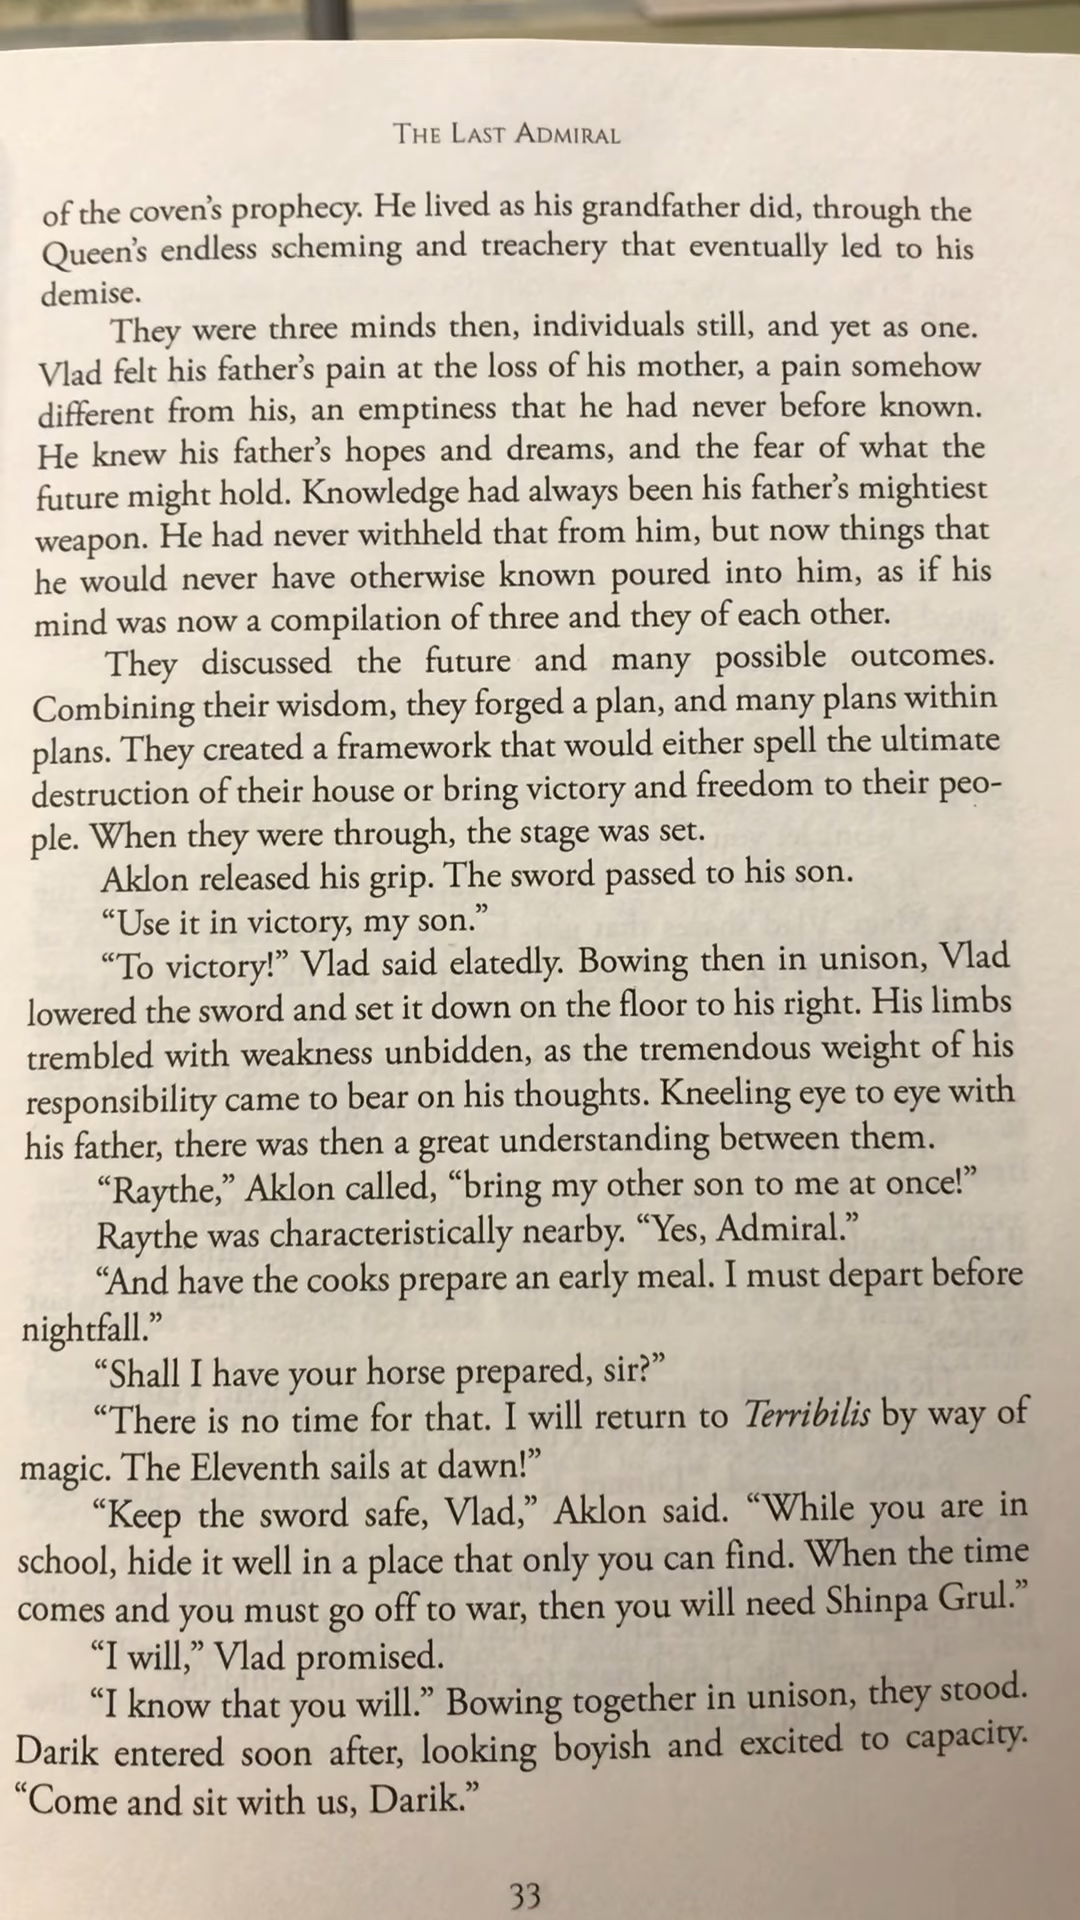 THE LAST ADMIRAL
of the coven's prophecy. He lived as his grandfather did, through the
Queen's endless scheming and treachery that eventually led to his
demise.
They were three minds then, individuals still, and yet as one.
Vlad felt his father's pain at the loss of his mother, a pain somehow
different from his, an emptiness that he had never before known.
He knew his father's hopes and dreams, and the fear of what the
future might hold. Knowledge had always been his father's mightiest
weapon. He had never withheld that from him, but now things that
he would never have otherwise known poured into him, as if his
mind was now a compilation of three and they of each other.
They discussed the future and many possible outcomes.
Combining their wisdom, they forged a plan, and many plans within
plans. They created a framework that would either spell the ultimate
destruction of their house or bring victory and freedom to their peo-
ple. When they were through, the stage was set.
Aklon released his grip. The sword passed to his son.
“Use it in victory, my son.”
“To victory!” Vlad said elatedly. Bowing then in unison, Vlad
lowered the sword and set it down on the floor to his right. His limbs
trembled with weakness unbidden, as the tremendous weight of his
responsibility came to bear on his thoughts. Kneeling eye to eye with
his father, there was then a great understanding between them.
“Raythe,” Aklon called, “bring my other son to me at once!”
Raythe was characteristically nearby. “Yes, Admiral.”
“And have the cooks prepare an early meal. I must depart before
nightfall.”
“Shall I have your horse prepared, sir?”
“There is no time for that. I will return to Terribilis by way of
magic. The Eleventh sails at dawn!”
“Keep the sword safe, Vlad,” Aklon said. “While you are in
school, hide it well in a place that only you can find. When the time
comes and you must go off to war, then you will need Shinpa Grul.”
“I will,” Vlad promised.
“I know that you will.” Bowing together in unison, they stood.
Darik entered soon after, looking boyish and excited to capacity.
“Come and sit with us, Darik.”
33